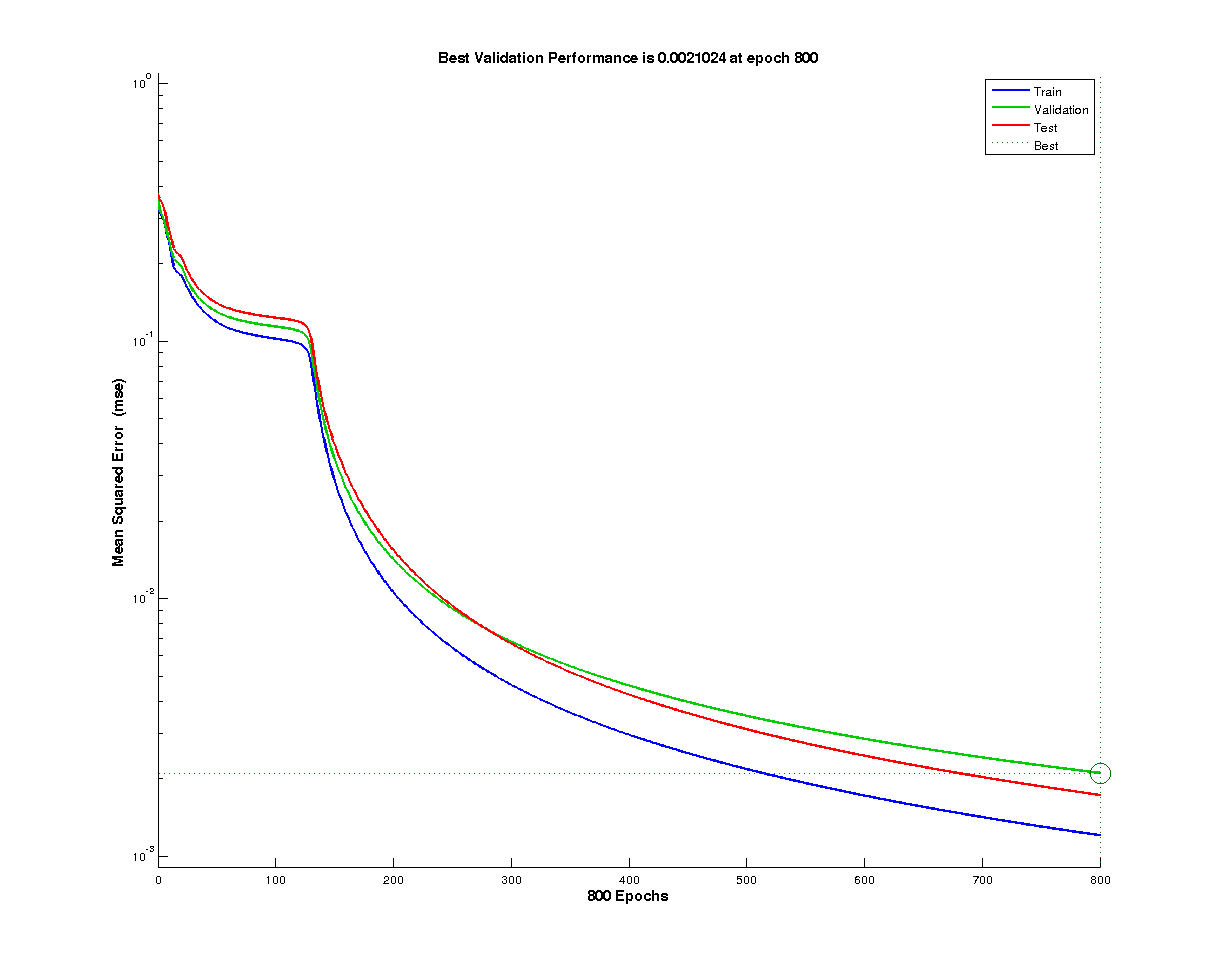 Best Validation Performance is 0.0021024 at epoch 800
Train
Validation
Test
Best
Mean Squared Error  (mse)
10^0
10^-1
10^-2
10^-3
0 100 200 300 400 500 600 700 800
800 Epochs